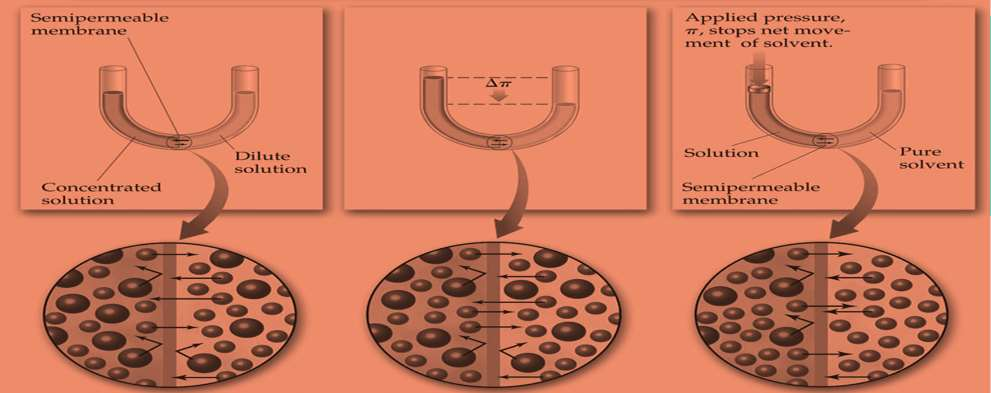 Semipermeable
membrane
Dilute
solution
Concentrated
solution
Δπ
Applied pressure,
π, stops net move-
ment of solvent.
Solution
Pure
solvent
Semipermeable
membrane